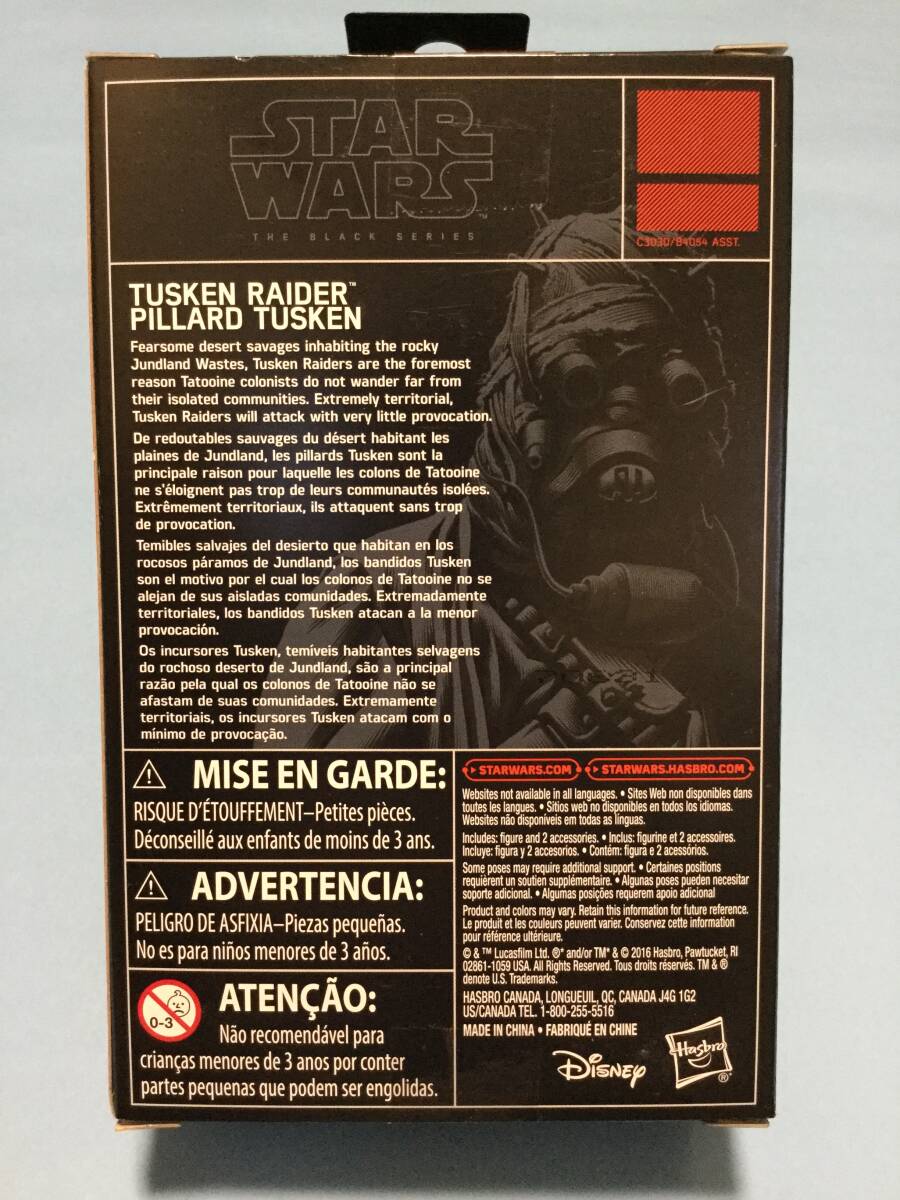 STAR
WARS
THE BLACK SERIES
C3030/B4054 ASST.
TUSKEN RAIDER™
PILLARD TUSKEN
Fearsome desert savages inhabiting the rocky
Jundland Wastes, Tusken Raiders are the foremost
reason Tatooine colonists do not wander far from
their isolated communities. Extremely territorial,
Tusken Raiders will attack with very little provocation.
De redoutables sauvages du désert habitant les
plaines de Jundland, les pillards Tusken sont la
principale raison pour laquelle les colons de Tatooine
ne s'éloignent pas trop de leurs communautés isolées.
Extrêmement territoriaux, ils attaquent sans trop
de provocation.
Temibles salvajes del desierto que habitan en los
rocosos páramos de Jundland, los bandidos Tusken
son el motivo por el cual los colonos de Tatooine no se
alejan de sus aisladas comunidades. Extremadamente
territoriales, los bandidos Tusken atacan a la menor
provocación.
Os incursores Tusken, temíveis habitantes selvagens
do rochoso deserto de Jundland, são a principal
razão pela qual os colonos de Tatooine não se
afastam de suas comunidades. Extremamente
territoriais, os incursores Tusken atacam com o
mínimo de provocação.
MISE EN GARDE:
RISQUE D'ÉTOUFFEMENT–Petites pièces.
Déconseillé aux enfants de moins de 3 ans.
ADVERTENCIA:
PELIGRO DE ASFIXIA–Piezas pequeñas.
No es para niños menores de 3 años.
0-3
ATENÇÃO:
Não recomendável para
crianças menores de 3 anos por conter
partes pequenas que podem ser engolidas.
STARWARS.COM • STARWARS.HASBRO.COM
Websites not available in all languages. • Sites Web non disponibles dans
toutes les langues. • Sitios web no disponibles en todos los idiomas.
Websites não disponíveis em todas as línguas.
Includes: figure and 2 accessories. • Inclus: figurine et 2 accessoires.
Incluye: figura y 2 accesorios. • Contém: figura e 2 acessórios.
Some poses may require additional support. • Certaines positions
requièrent un soutien supplémentaire. • Algunas poses pueden necesitar
soporte adicional. • Algumas posições requerem apoio adicional
Product and colors may vary. Retain this information for future reference.
Le produit et les couleurs peuvent varier. Conservez cette information
pour référence ultérieure.
© & ™ Lucasfilm Ltd. ®* and/or TM* & © 2016 Hasbro, Pawtucket, RI
02861-1059 USA. All Rights Reserved. Tous droits réservés. TM & ®
denote U.S. Trademarks.
HASBRO CANADA, LONGUEUIL, QC, CANADA J4G 1G2
US/CANADA TEL. 1-800-255-5516
MADE IN CHINA • FABRIQUÉ EN CHINE
Disney
Hasbro
®*